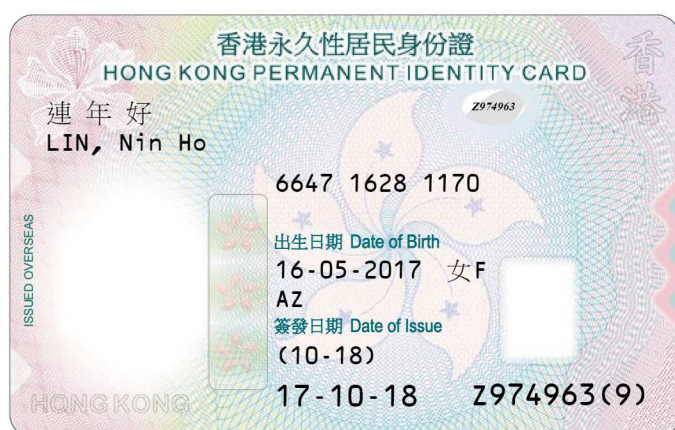 香港永久性居民身份證
HONG KONG PERMANENT IDENTITY CARD
連年好
Z974963
LIN, Nin Ho
6647 1628 1170
出生日期 Date of Birth
16-05-2017 女F
AZ
簽發日期 Date of Issue
(10-18)
17-10-18 Z974963(9)
ISSUED OVERSEAS
香港
HONG KONG